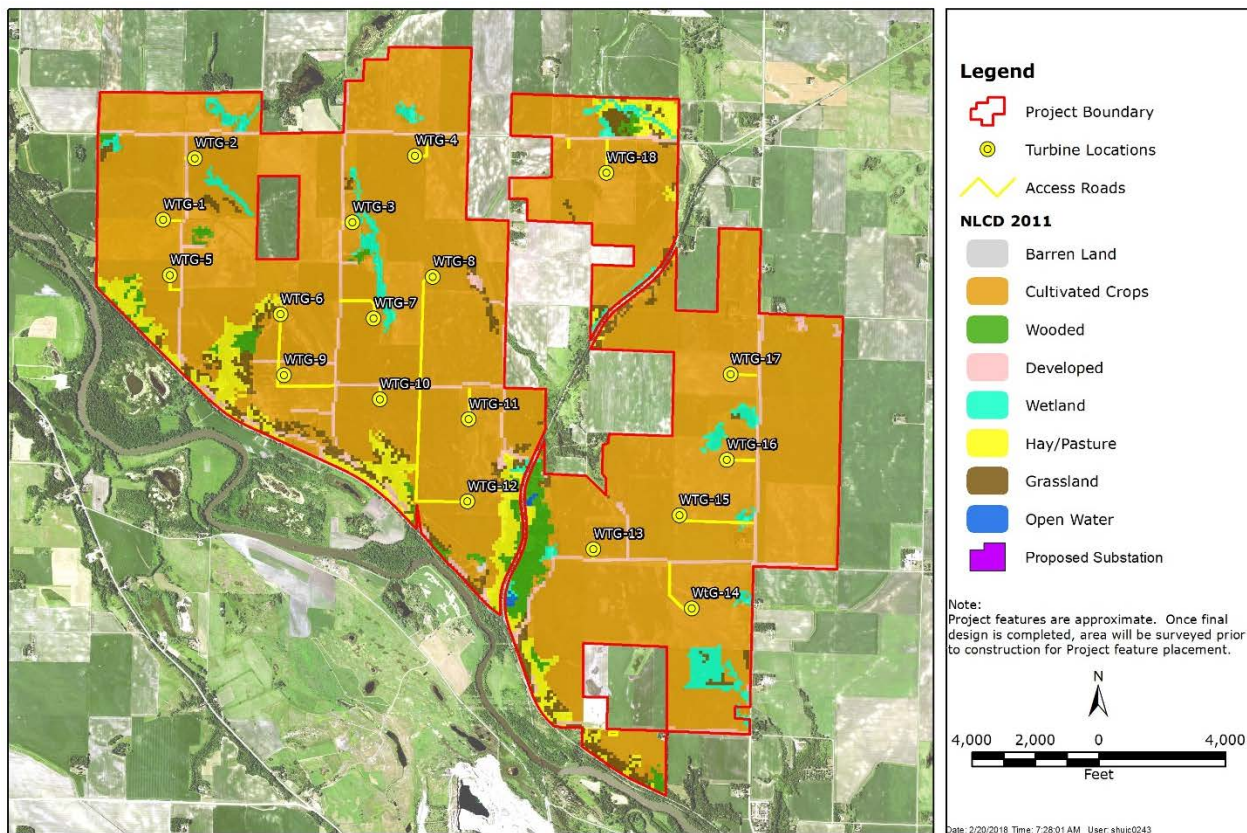 WTG-2
WTG-4
WTG-18
WTG-1
WTG-3
WTG-5
WTG-8
WTG-6
WTG-7
WTG-9
WTG-17
WTG-10
WTG-11
WTG-16
WTG-12
WTG-15
WTG-13
WtG-14
Legend
Project Boundary
Turbine Locations
Access Roads
NLCD 2011
Barren Land
Cultivated Crops
Wooded
Developed
Wetland
Hay/Pasture
Grassland
Open Water
Proposed Substation
Note:
Project features are approximate. Once final
design is completed, area will be surveyed prior
to construction for Project feature placement.
N
4,000 2,000 0 4,000
Feet
Date: 2/20/2018 Time: 7:28:01 AM User: shujc0243